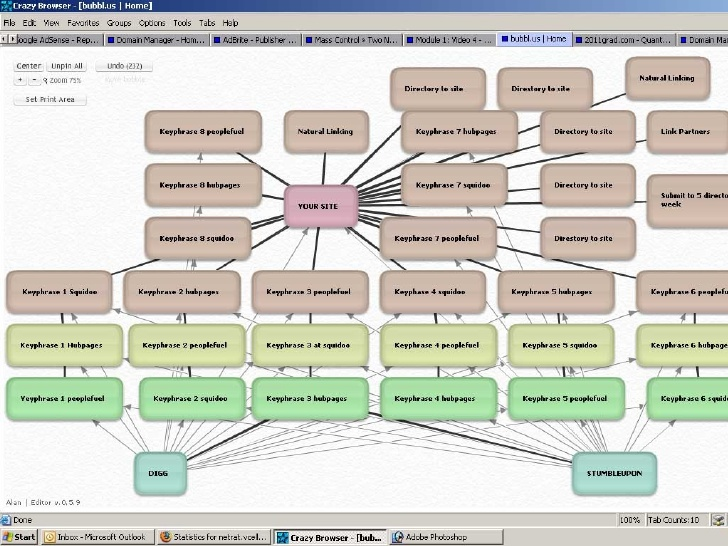 Crazy Browser - [bubbl.us | Home]
File Edit View Favorites Groups Options Tools Tabs Help
oogle AdSense - Rep... Domain Manager - Hom... AdBrite - Publisher ... Mass Control » Two N... Module 1: Video 4 - ... bubbl.us | Home 2011grad.com - Quant... Domain Ma
Center Unpin All Undo (232)
+ - Zoom 75%
Set Print Area
Directory to site Directory to site Natural Linking
Keyphrase 8 peoplefuel Natural Linking Keyphrase 7 hubpages Directory to site Link Partners
Keyphrase 8 hubpages Keyphrase 7 squidoo Directory to site
Submit to 5 directo
week
YOUR SITE
Keyphrase 8 squidoo Keyphrase 7 peoplefuel Directory to site
Keyphrase 1 Squidoo Keyphrase 2 hubpages Keyphrase 3 peoplefuel Keyphrase 4 squidoo Keyphrase 5 hubpages Keyphrase 6 peoplefu
Keyphrase 1 Hubpages Keyphrase 2 peoplefuel Keyphrase 3 at squidoo Keyphrase 4 peoplefuel Keyphrase 5 squidoo Keyphrase 6 hubpage
Yeyphrase 1 peoplefuel Keyphrase 2 squidoo Keyphrase 3 hubpages Keyphrase 4 hubpages Keyphrase 5 peoplefuel Keyphrase 6 squido
DIGG STUMBLEUPON
Alan | Editor v.0.5.9
Done 100% Tab Counts:10
Start Inbox - Microsoft Outlook Statistics for netrat.vceil... Crazy Browser - [bub... Adobe Photoshop